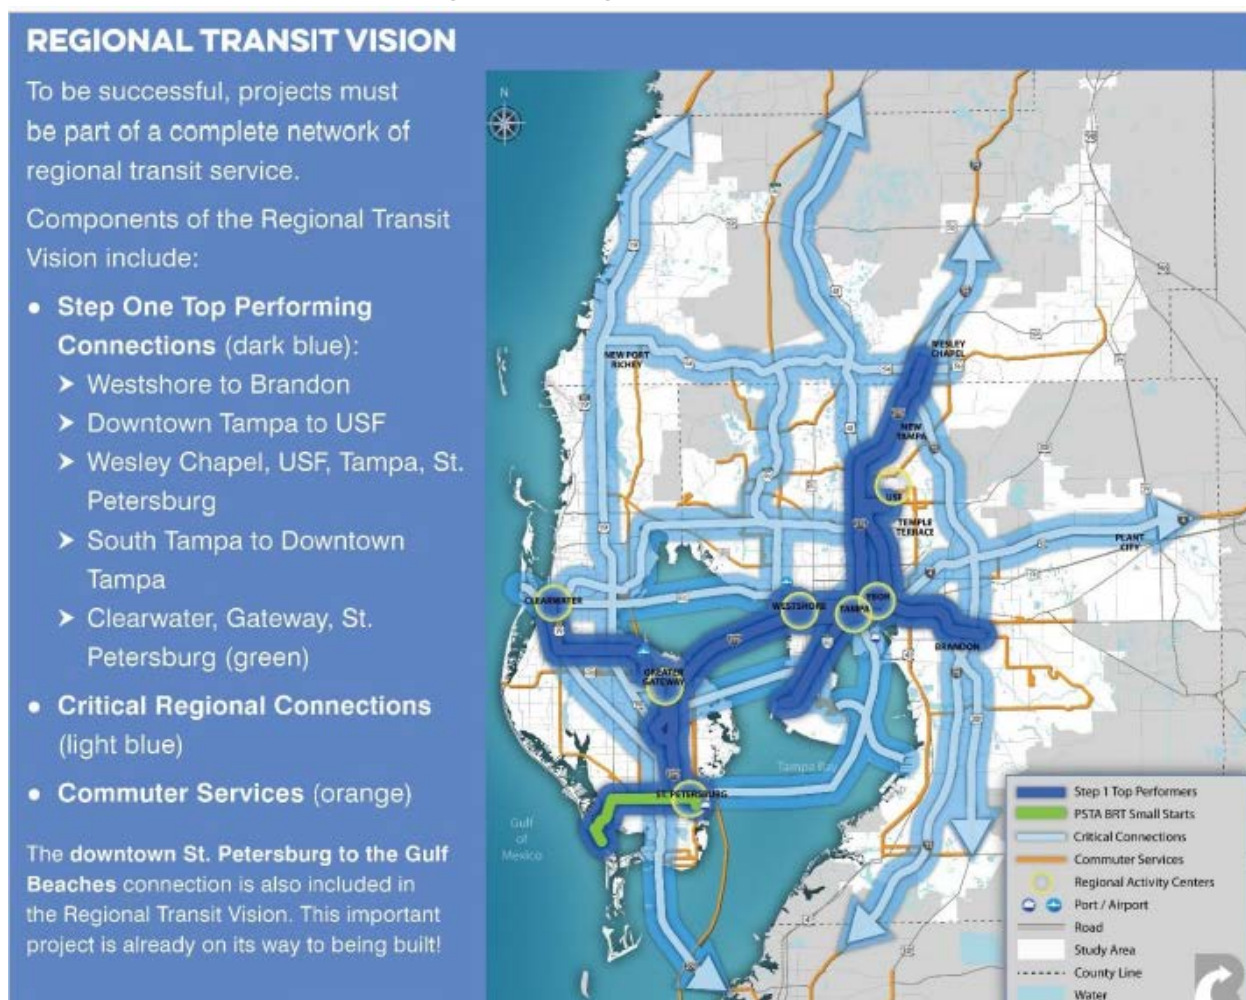 REGIONAL TRANSIT VISION
To be successful, projects must
be part of a complete network of
regional transit service.
Components of the Regional Transit
Vision include:
● Step One Top Performing
Connections (dark blue):
➤ Westshore to Brandon
➤ Downtown Tampa to USF
➤ Wesley Chapel, USF, Tampa, St.
Petersburg
➤ South Tampa to Downtown
Tampa
➤ Clearwater, Gateway, St.
Petersburg (green)
● Critical Regional Connections
(light blue)
● Commuter Services (orange)
The downtown St. Petersburg to the Gulf
Beaches connection is also included in
the Regional Transit Vision. This important
project is already on its way to being built!
N
WESLEY
CHAPEL
NEW PORT
RICHEY
NEW
TAMPA
USF
TEMPLE
TERRACE
PLANT
CITY
CLEARWATER
WESTSHORE
TAMPA
YBOR
BRANDON
GREATER
GATEWAY
Tampa Bay
ST. PETERSBURG
Gulf
of
Mexico
Step 1 Top Performers
PSTA BRT Small Starts
Critical Connections
Commuter Services
Regional Activity Centers
Port / Airport
Road
Study Area
County Line
Water